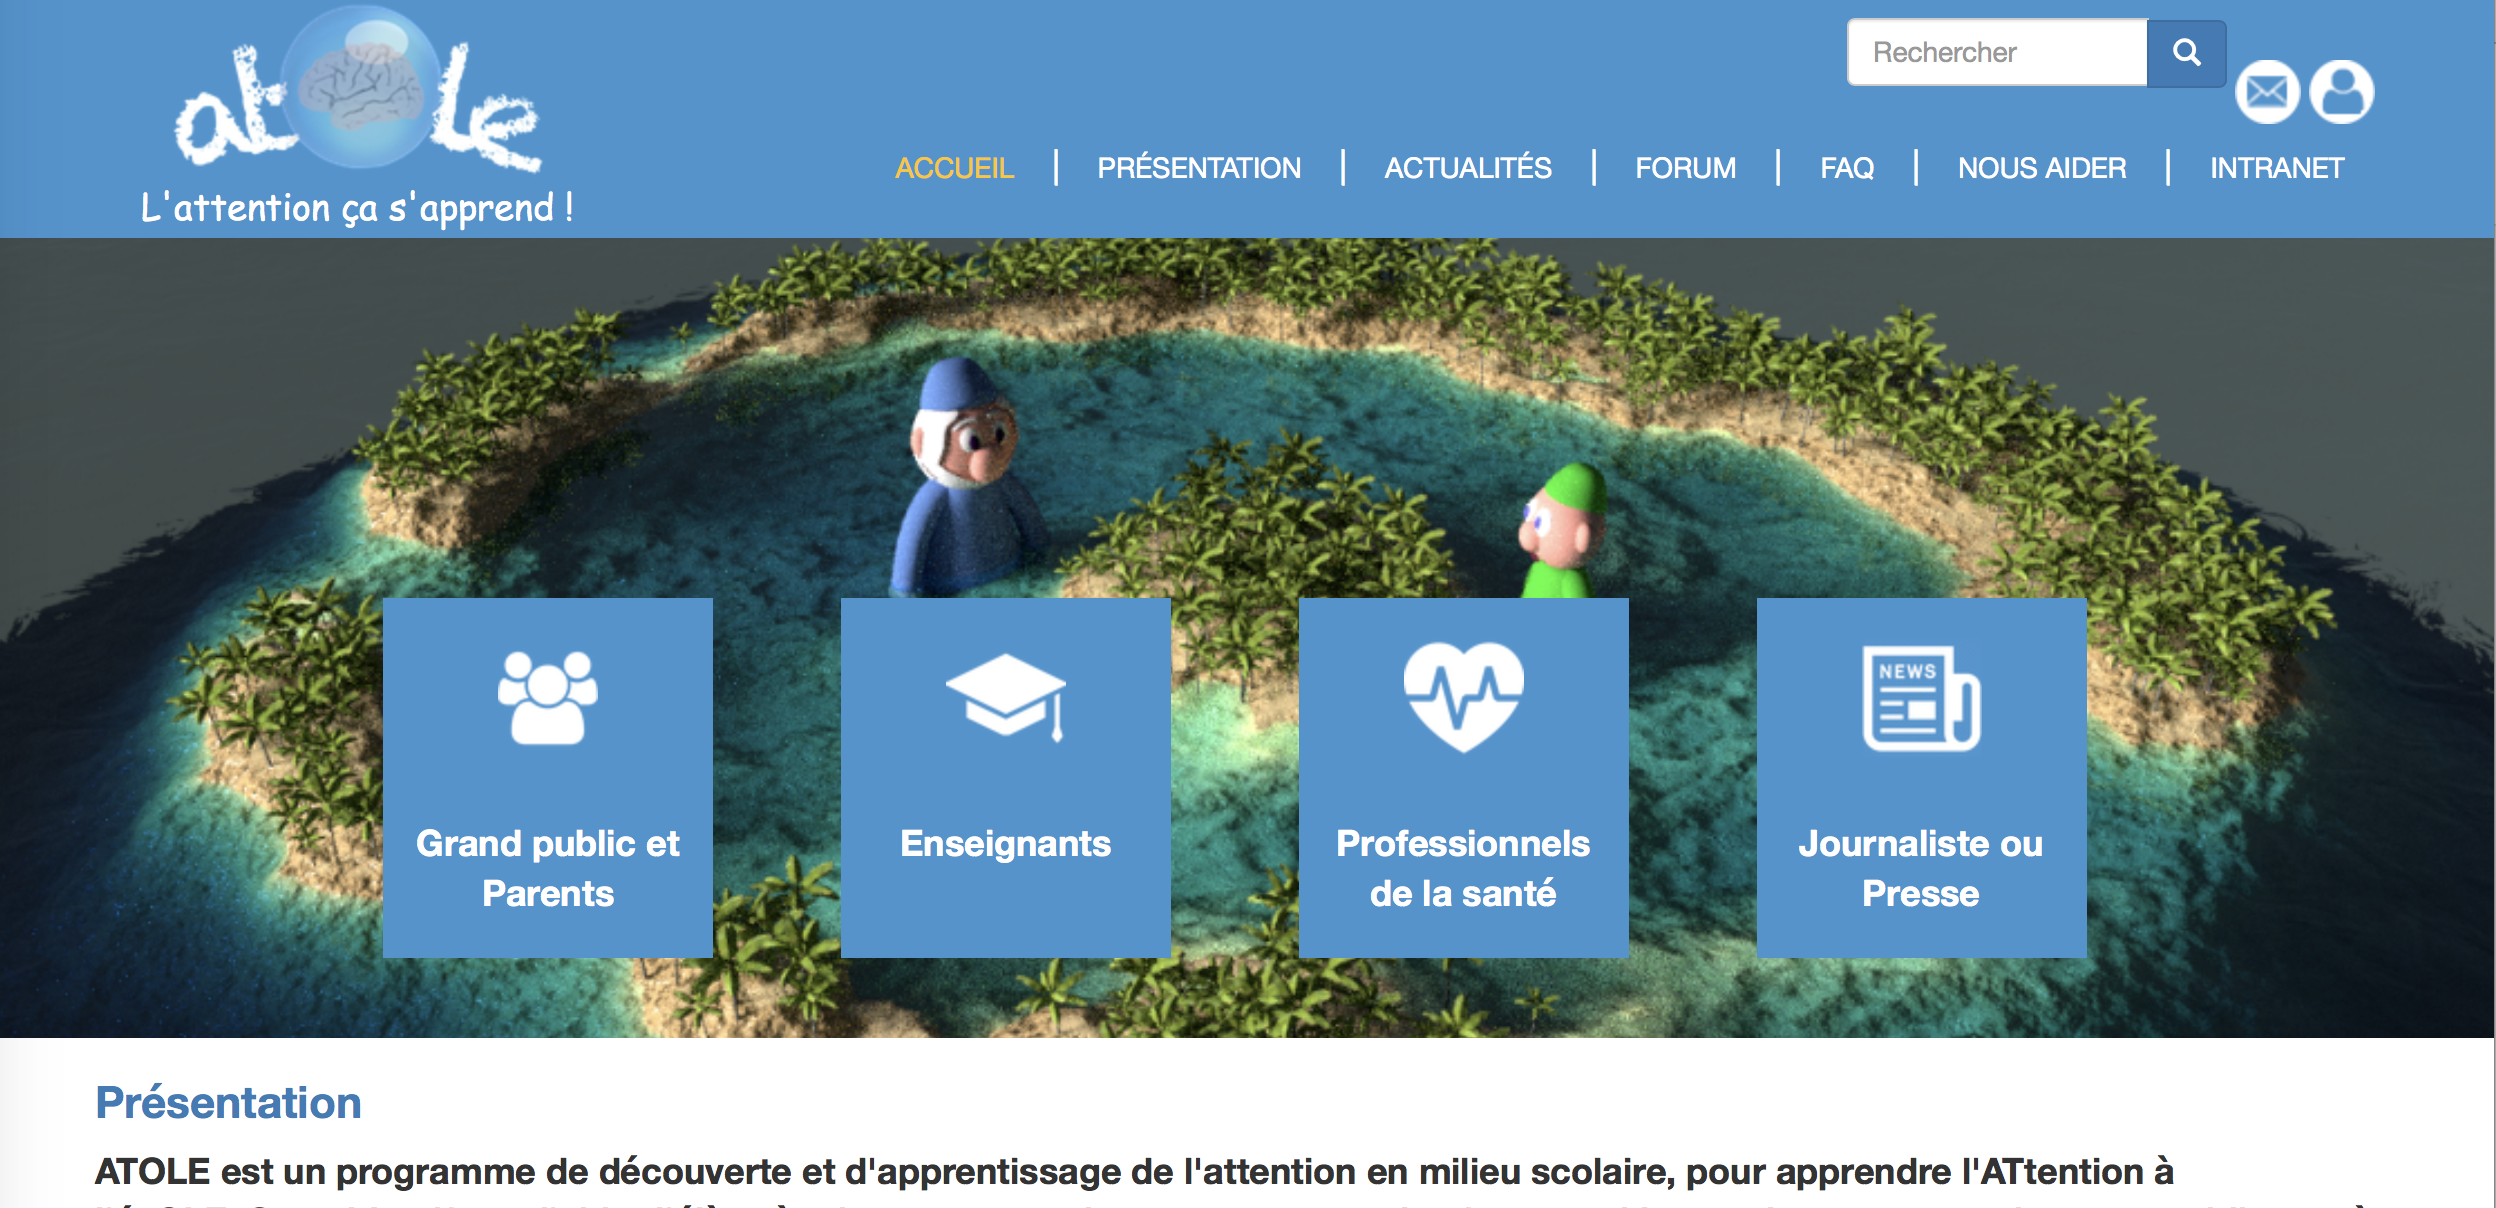 atole
L'attention ça s'apprend !
Rechercher
ACCUEIL | PRÉSENTATION | ACTUALITÉS | FORUM | FAQ | NOUS AIDER | INTRANET
Grand public et
Parents
Enseignants
Professionnels
de la santé
NEWS
Journaliste ou
Presse
Présentation
ATOLE est un programme de découverte et d'apprentissage de l'attention en milieu scolaire, pour apprendre l'ATtention à